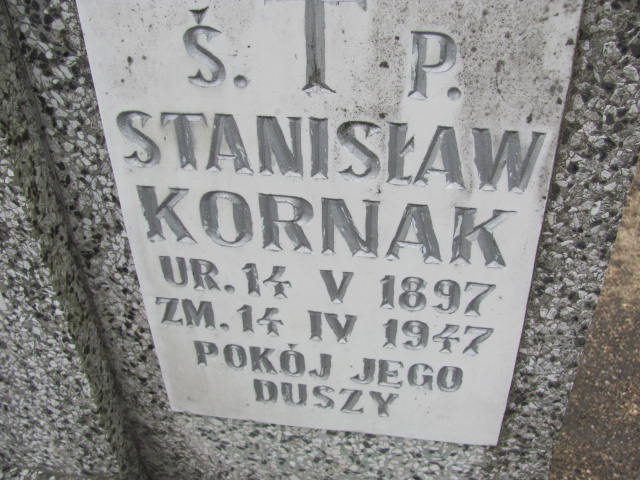 Ś. P.
STANISŁAW
KORNAK
UR. 14 V 1897
ZM. 14 IV 1947
POKÓJ JEGO
DUSZY